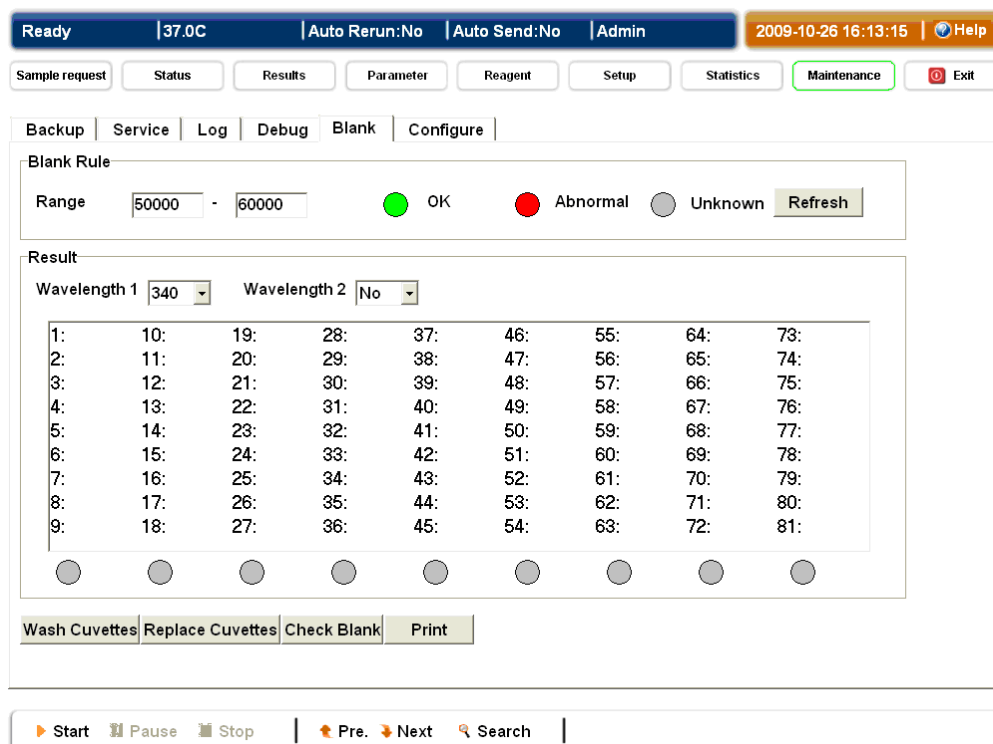 Ready 37.0C Auto Rerun:No Auto Send:No Admin 2009-10-26 16:13:15 Help
Sample request Status Results Parameter Reagent Setup Statistics Maintenance Exit
Backup Service Log Debug Blank Configure
Blank Rule
Range 50000 - 60000 OK Abnormal Unknown Refresh
Result
Wavelength 1 340 Wavelength 2 No
1: 10: 19: 28: 37: 46: 55: 64: 73:
2: 11: 20: 29: 38: 47: 56: 65: 74:
3: 12: 21: 30: 39: 48: 57: 66: 75:
4: 13: 22: 31: 40: 49: 58: 67: 76:
5: 14: 23: 32: 41: 50: 59: 68: 77:
6: 15: 24: 33: 42: 51: 60: 69: 78:
7: 16: 25: 34: 43: 52: 61: 70: 79:
8: 17: 26: 35: 44: 53: 62: 71: 80:
9: 18: 27: 36: 45: 54: 63: 72: 81:
Wash Cuvettes Replace Cuvettes Check Blank Print
Start Pause Stop Pre. Next Search